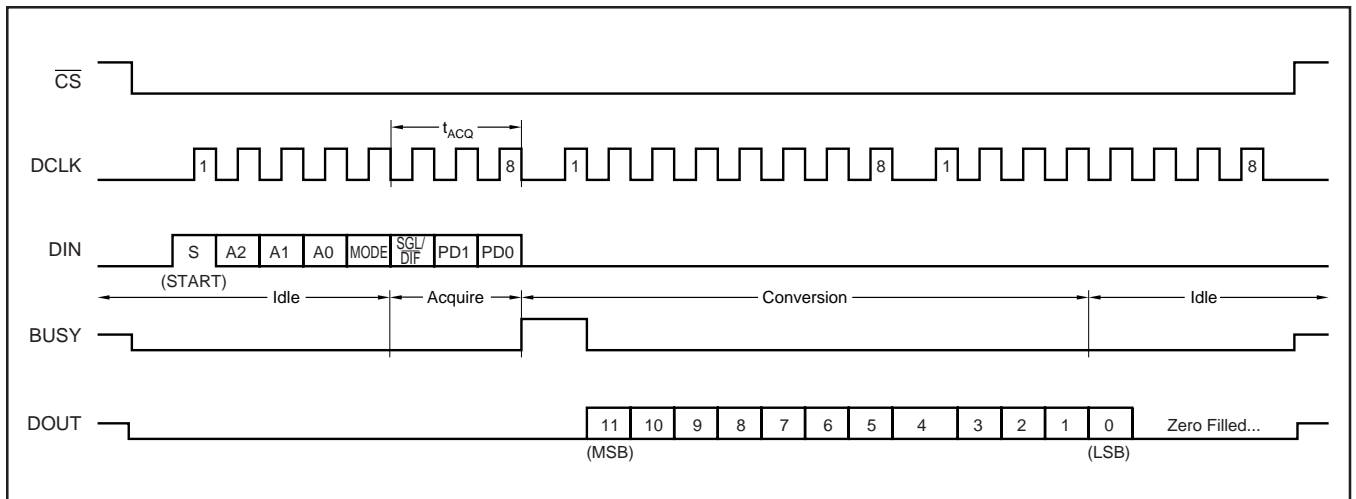 CS
t_ACQ
DCLK 1 8 1 8 1 8
DIN S A2 A1 A0 MODE SGL/DIF PD1 PD0
(START)
Idle Acquire Conversion Idle
BUSY
DOUT 11 10 9 8 7 6 5 4 3 2 1 0 Zero Filled...
(MSB) (LSB)